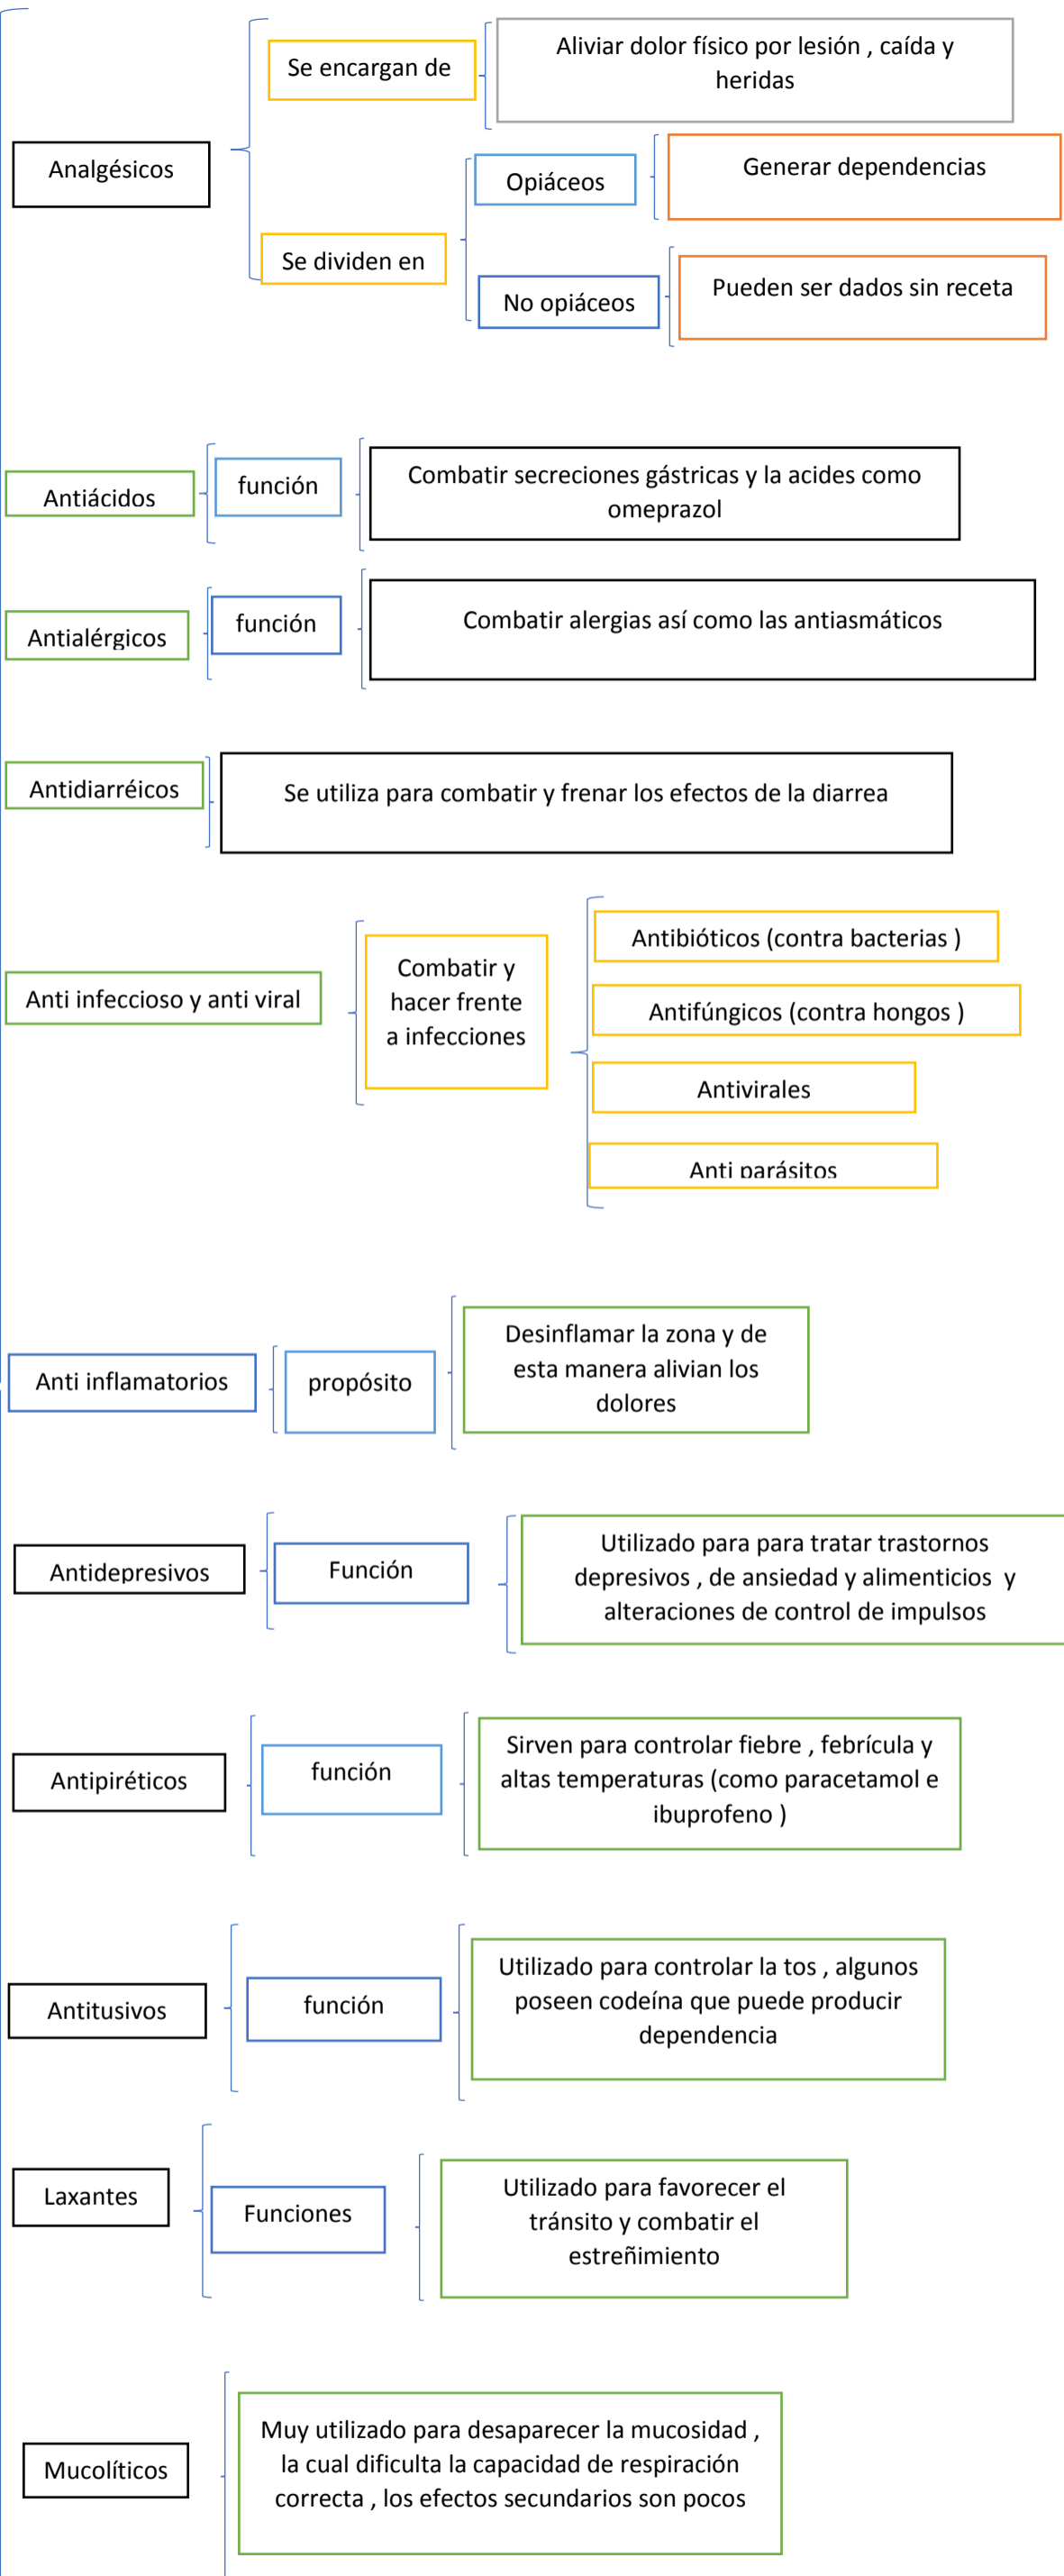 Se encargan de
Aliviar dolor físico por lesión , caída y
heridas
Analgésicos
Opiáceos
Generar dependencias
Se dividen en
No opiáceos
Pueden ser dados sin receta
Antiácidos
función
Combatir secreciones gástricas y la acides como
omeprazol
Antialérgicos
función
Combatir alergias así como las antiasmáticos
Antidiarréicos
Se utiliza para combatir y frenar los efectos de la diarrea
Anti infeccioso y anti viral
Combatir y
hacer frente
a infecciones
Antibióticos (contra bacterias )
Antifúngicos (contra hongos )
Antivirales
Anti parásitos
Anti inflamatorios
propósito
Desinflamar la zona y de
esta manera alivian los
dolores
Antidepresivos
Función
Utilizado para para tratar trastornos
depresivos , de ansiedad y alimenticios y
alteraciones de control de impulsos
Antipiréticos
función
Sirven para controlar fiebre , febrícula y
altas temperaturas (como paracetamol e
ibuprofeno )
Antitusivos
función
Utilizado para controlar la tos , algunos
poseen codeína que puede producir
dependencia
Laxantes
Funciones
Utilizado para favorecer el
tránsito y combatir el
estreñimiento
Mucolíticos
Muy utilizado para desaparecer la mucosidad ,
la cual dificulta la capacidad de respiración
correcta , los efectos secundarios son pocos